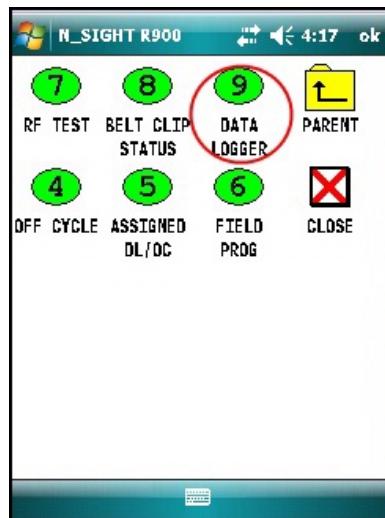 N_SIGHT R900 4:17 ok
7 8 9
RF TEST BELT CLIP STATUS DATA LOGGER PARENT
4 5 6
OFF CYCLE ASSIGNED DL/OC FIELD PROG CLOSE